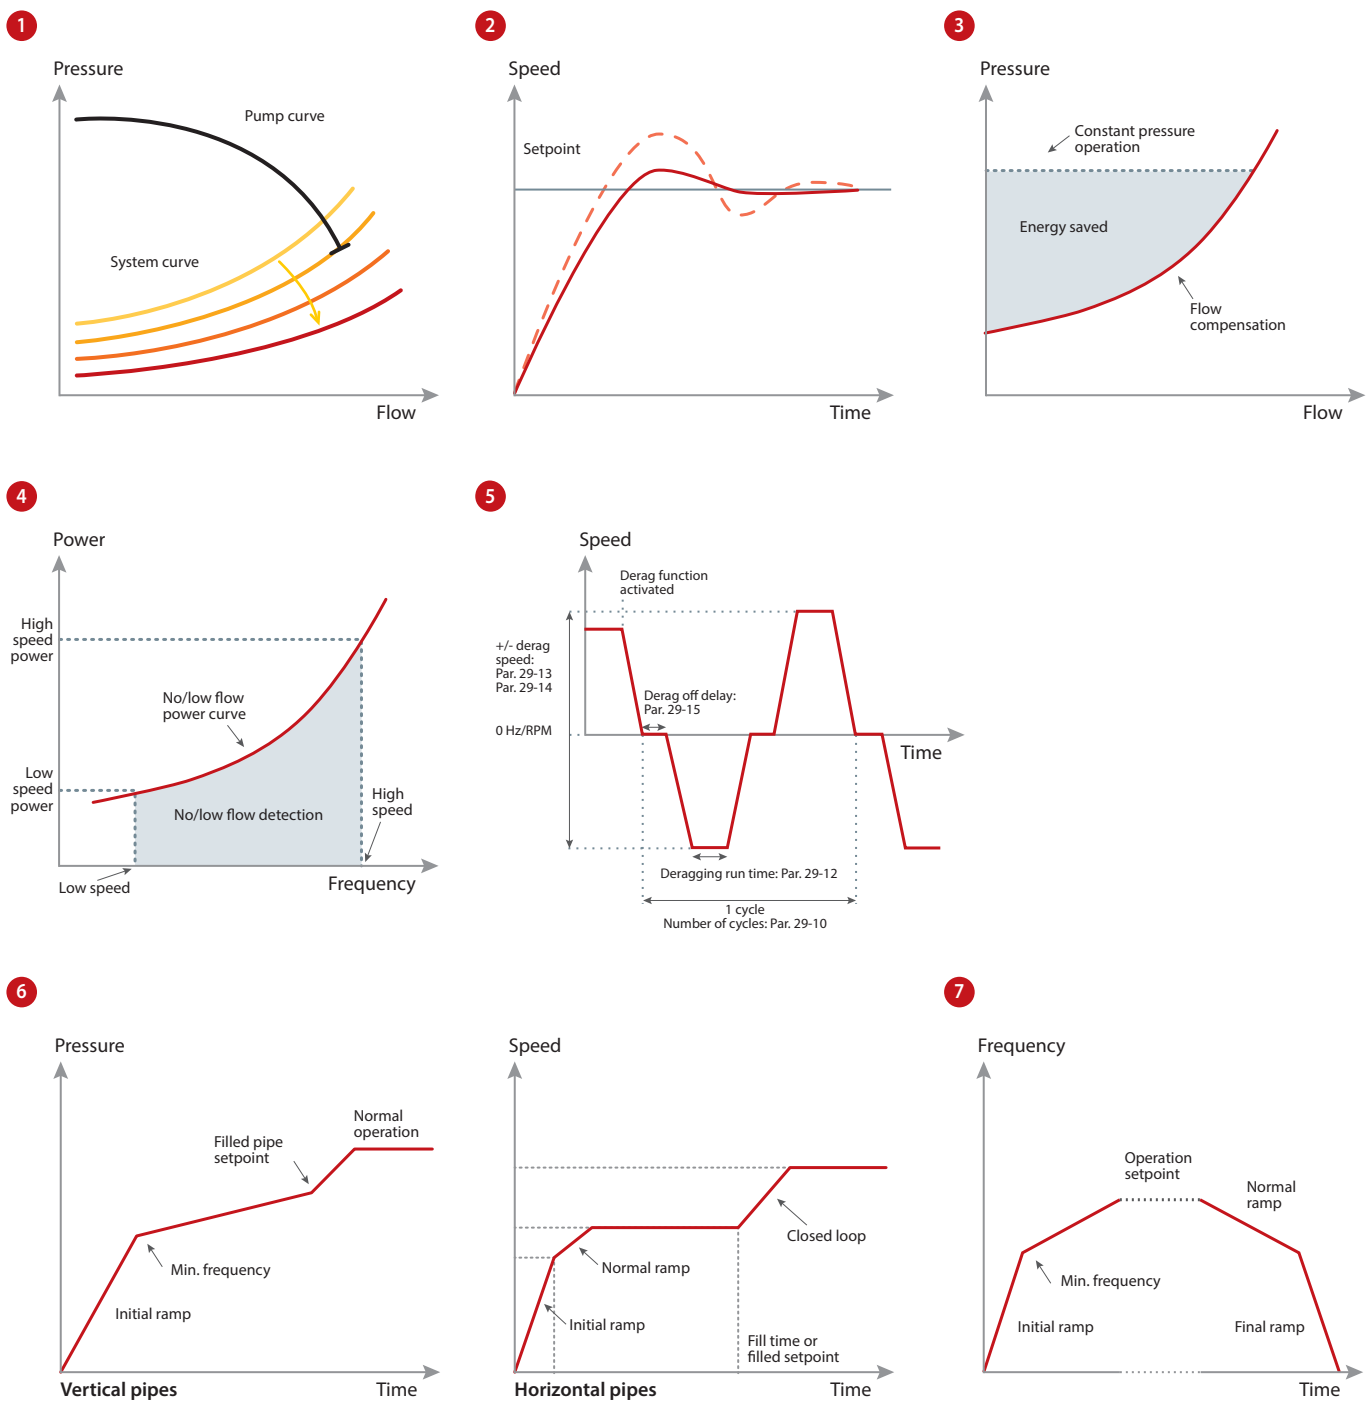 1
Pressure
Pump curve
System curve
Flow
2
Speed
Setpoint
Time
3
Pressure
Constant pressure
operation
Energy saved
Flow
compensation
Flow
4
Power
High
speed
power
No/low flow
power curve
Low
speed
power
No/low flow detection
High
speed
Low speed
Frequency
5
Speed
Derag function
activated
+/- derag
speed:
Par. 29-13
Par. 29-14
Derag off delay:
Par. 29-15
0 Hz/RPM
Time
Deragging run time: Par. 29-12
1 cycle
Number of cycles: Par. 29-10
6
Pressure
Normal
operation
Filled pipe
setpoint
Min. frequency
Initial ramp
Vertical pipes
Time
Speed
Closed loop
Normal ramp
Initial ramp
Fill time or
filled setpoint
Horizontal pipes
Time
7
Frequency
Operation
setpoint
Normal
ramp
Min. frequency
Initial ramp
Final ramp
Time